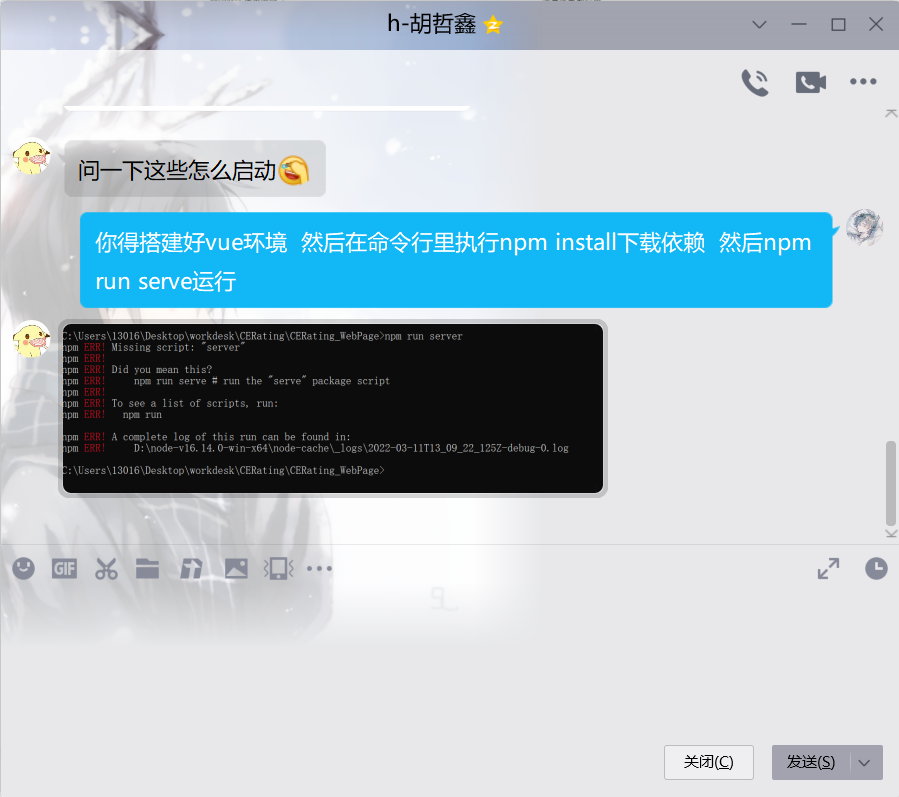 h-胡哲鑫
问一下这些怎么启动
你得搭建好vue环境 然后在命令行里执行npm install下载依赖 然后npm
run serve运行
C:\Users\13016\Desktop\workdesk\CERating\CERating_WebPage>npm run server
npm ERR! Missing script: "server"
npm ERR!
npm ERR! Did you mean this?
npm ERR!     npm run serve # run the "serve" package script
npm ERR!
npm ERR! To see a list of scripts, run:
npm ERR!   npm run
npm ERR! A complete log of this run can be found in:
npm ERR!     D:\node-v16.14.0-win-x64\node-cache\_logs\2022-03-11T13_09_22_125Z-debug-0.log
C:\Users\13016\Desktop\workdesk\CERating\CERating_WebPage>
GIF
关闭(C)
发送(S)